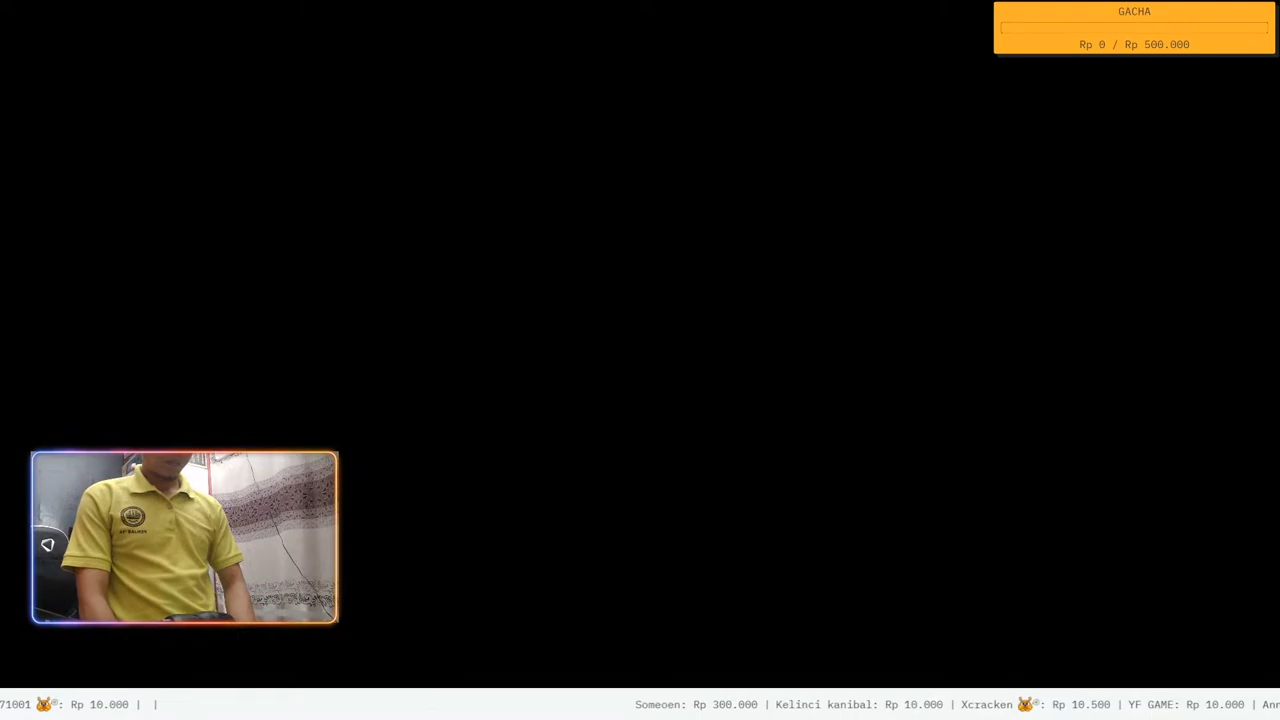 GACHA
Rp 0 / Rp 500.000
71001 : Rp 10.000 | |
Someoen: Rp 300.000 | Kelinci kanibal: Rp 10.000 | Xcracken : Rp 10.500 | YF GAME: Rp 10.000 | Ann